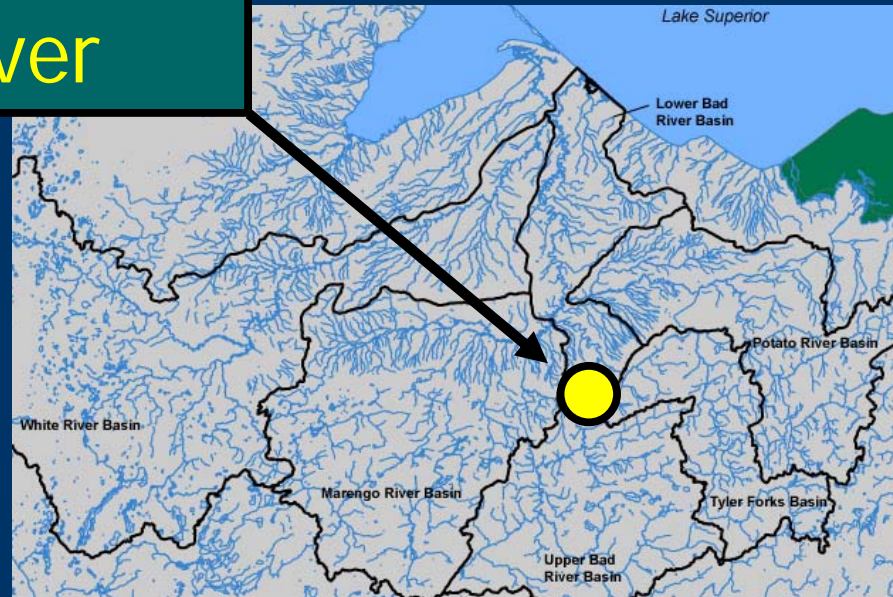 ver
Lake Superior
Lower Bad
River Basin
Potato River Basin
White River Basin
Marengo River Basin
Tyler Forks Basin
Upper Bad
River Basin